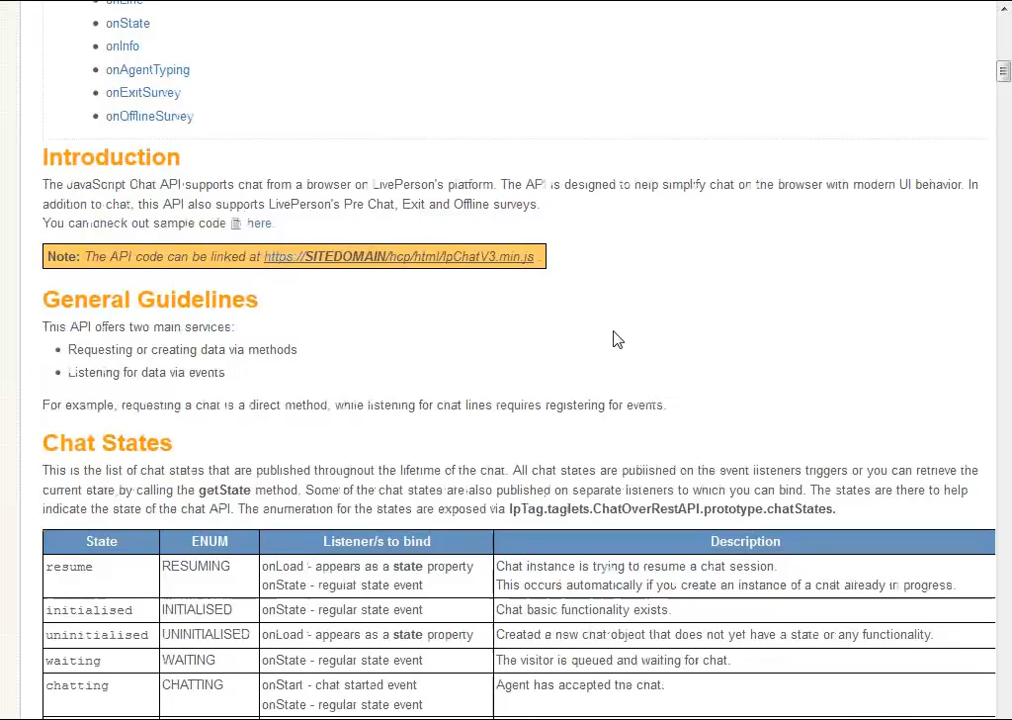 onLine
onState
onInfo
onAgentTyping
onExitSurvey
onOfflineSurvey
Introduction
The JavaScript Chat API supports chat from a browser on LivePerson's platform. The API is designed to help simplify chat on the browser with modern UI behavior. In
addition to chat, this API also supports LivePerson's Pre Chat, Exit and Offline surveys.
You can check out sample code here.
Note: The API code can be linked at https://SITEDOMAIN/hcp/html/lpChatV3.min.js .
General Guidelines
This API offers two main services:
Requesting or creating data via methods
Listening for data via events
For example, requesting a chat is a direct method, while listening for chat lines requires registering for events.
Chat States
This is the list of chat states that are published throughout the lifetime of the chat. All chat states are published on the event listeners triggers or you can retrieve the
current stare by calling the getState method. Some of the chat states are also published on separate listeners to which you can bind. The states are there to help
indicate the state of the chat API. The enumeration for the states are exposed via lpTag.taglets.ChatOverRestAPI.prototype.chatStates.
State ENUM Listener/s to bind Description
resume RESUMING onLoad - appears as a state property Chat instance is trying to resume a chat session.
onState - regular state event This occurs automatically if you create an instance of a chat already in progress.
initialised INITIALISED onState - regular state event Chat basic functionality exists.
uninitialised UNINITIALISED onLoad - appears as a state property Created a new chat object that does not yet have a state or any functionality.
waiting WAITING onState - regular state event The visitor is queued and waiting for chat.
chatting CHATTING onStart - chat started event Agent has accepted the chat.
onState - regular state event